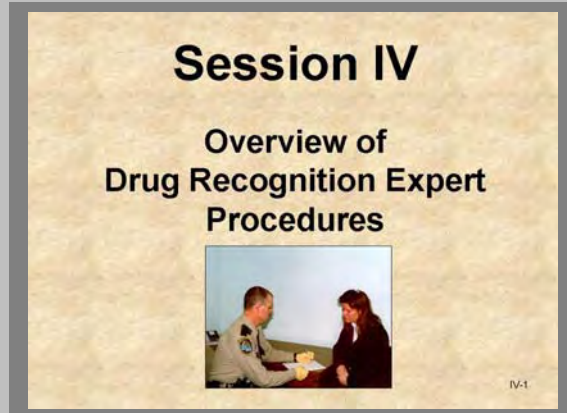 Session IV
Overview of
Drug Recognition Expert
Procedures
IV-1